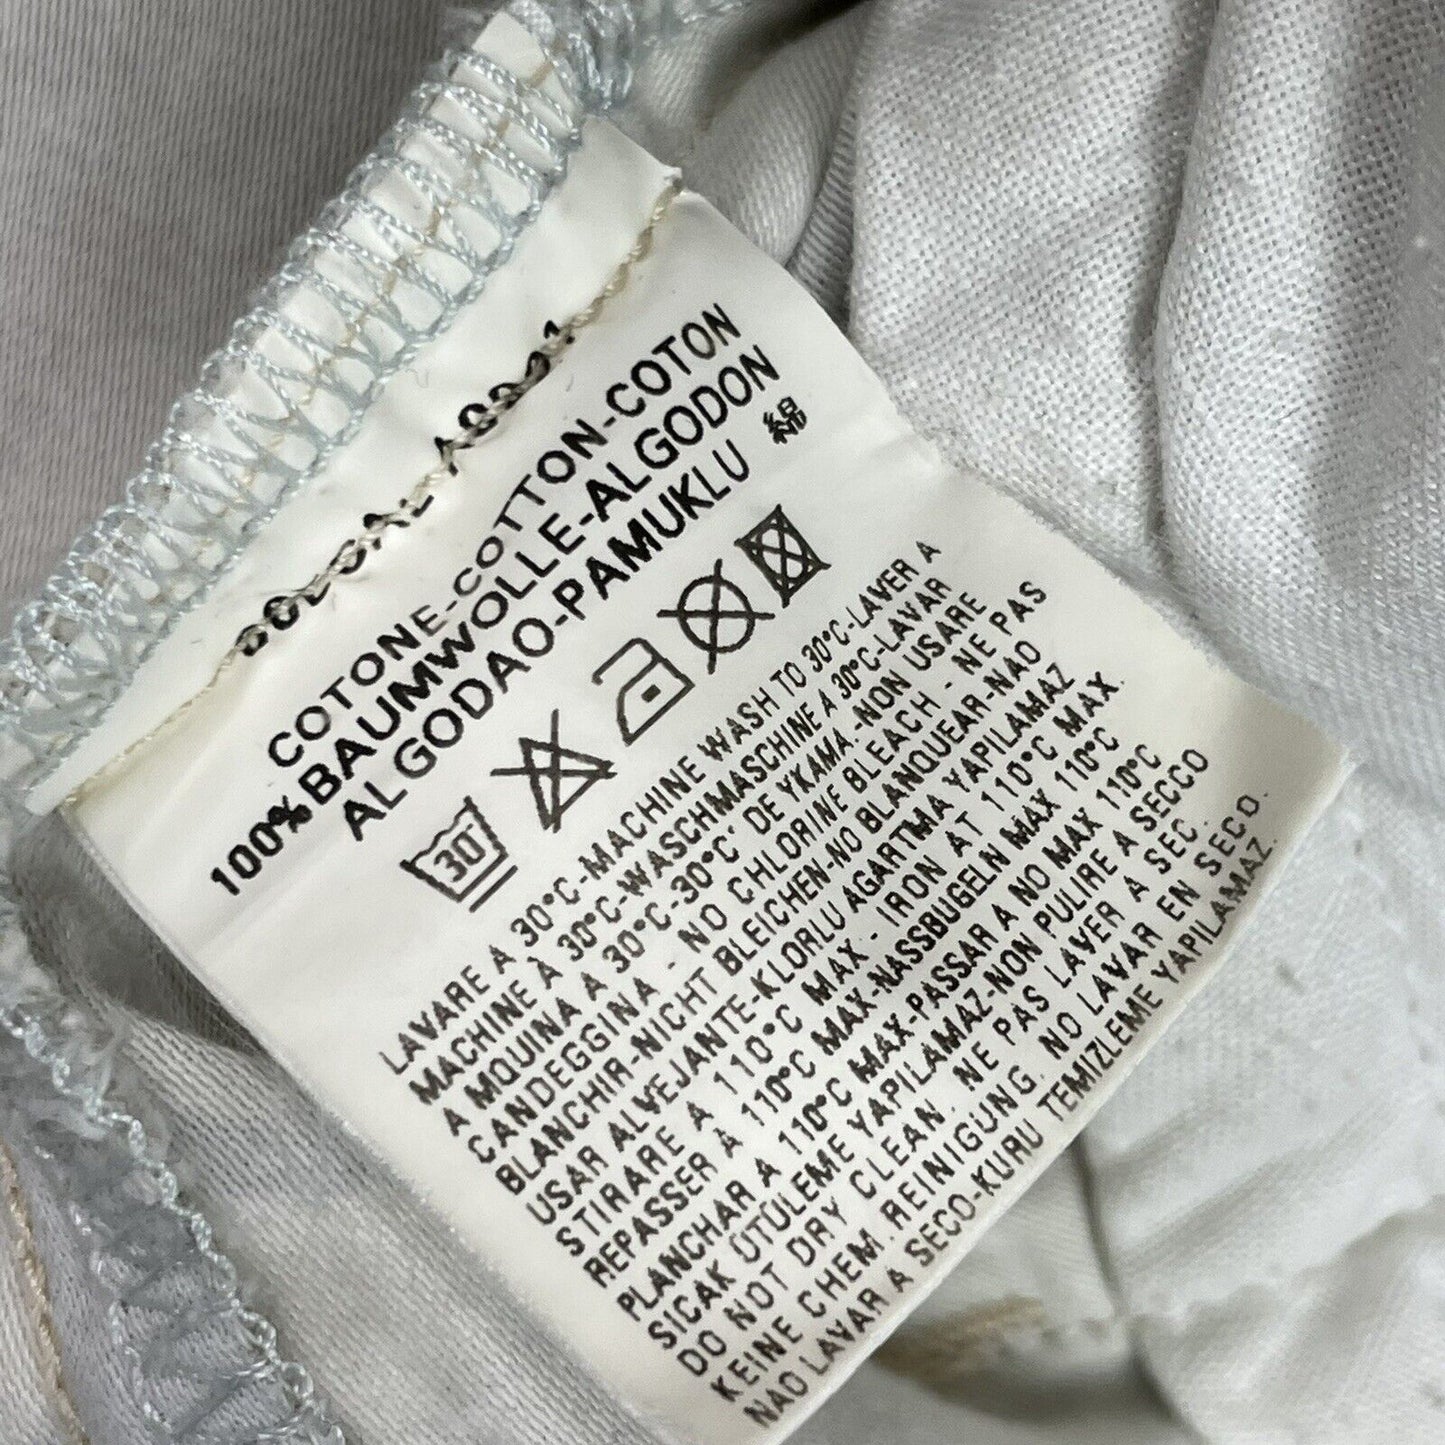 COTONE-COTTON-COTON
100% BAUMWOLLE-ALGODON
ALGODAO-PAMUKLU 綿
30
LAVARE A 30°C-MACHINE WASH TO 30°C-LAVER A
MACHINE À 30°C-WASCHMASCHINE A 30°C-LAVAR
A MQUINA A 30°C-30°C' DE YKAMA.-NON USARE
CANDEGGINA - NO CHLORINE BLEACH - NE PAS
BLANCHIR-NICHT BLEICHEN-NO BLANQUEAR-NAO
USAR ALVEJANTE-KLORLU AGARTMA YAPILAMAZ
STIRARE A 110°C MAX - IRON AT 110°C MAX.
REPASSER À 110°C MAX-NASSBUGELN MAX 110°C
PLANCHAR A 110°C MAX-PASSAR A NO MAX 110°C
SICAK ÜTÜLEME YAPILAMAZ-NON PULIRE A SECCO
DO NOT DRY CLEAN. NE PAS LAVER A SEC.
KEINE CHEM.REINIGUNG. NO LAVAR EN SECO.
NAO LAVAR A SECO-KURU TEMIZLEME YAPILAMAZ.